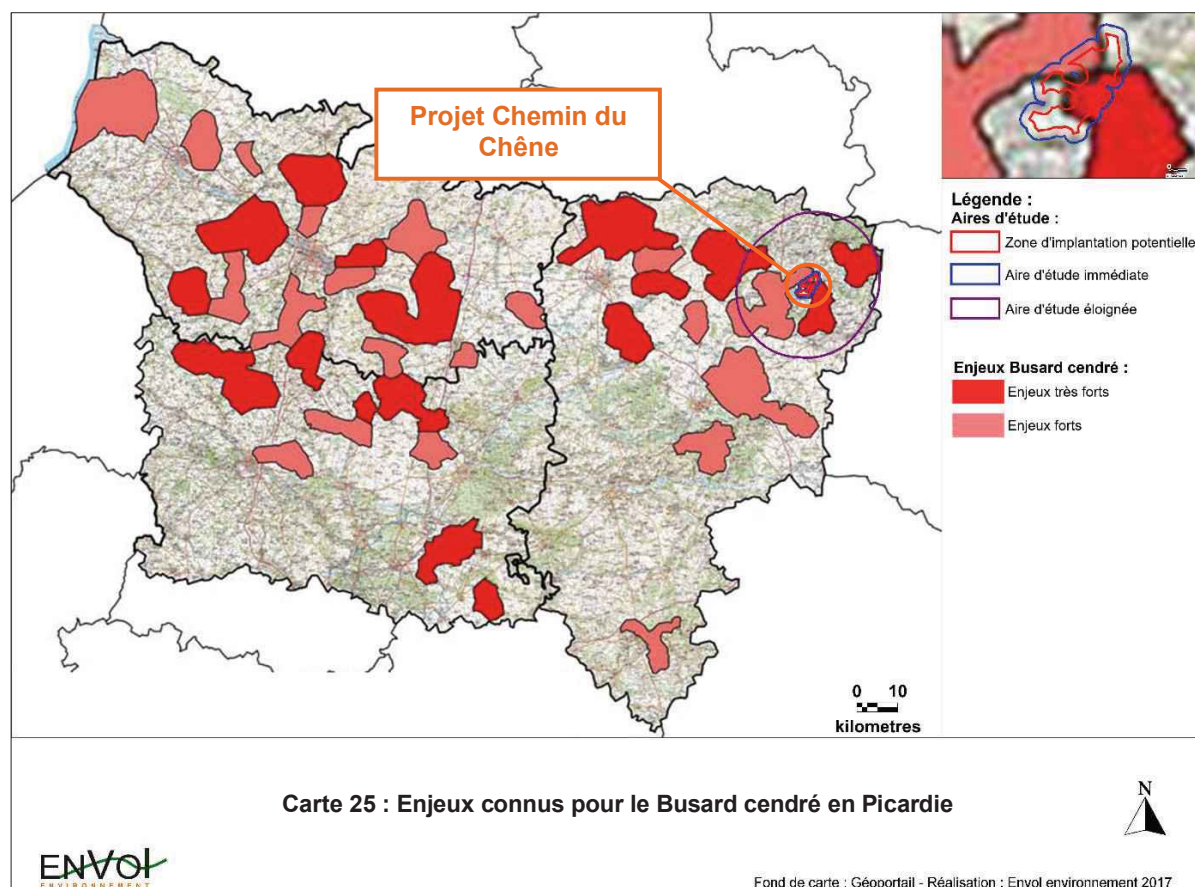 Projet Chemin du
Chêne
Légende :
Aires d'étude :
Zone d'implantation potentielle
Aire d'étude immédiate
Aire d'étude éloignée
Enjeux Busard cendré :
Enjeux très forts
Enjeux forts
0 10
kilometres
Carte 25 : Enjeux connus pour le Busard cendré en Picardie
N
ENVOL
ENVIRONNEMENT
Fond de carte : Géoportail - Réalisation : Envol environnement 2017